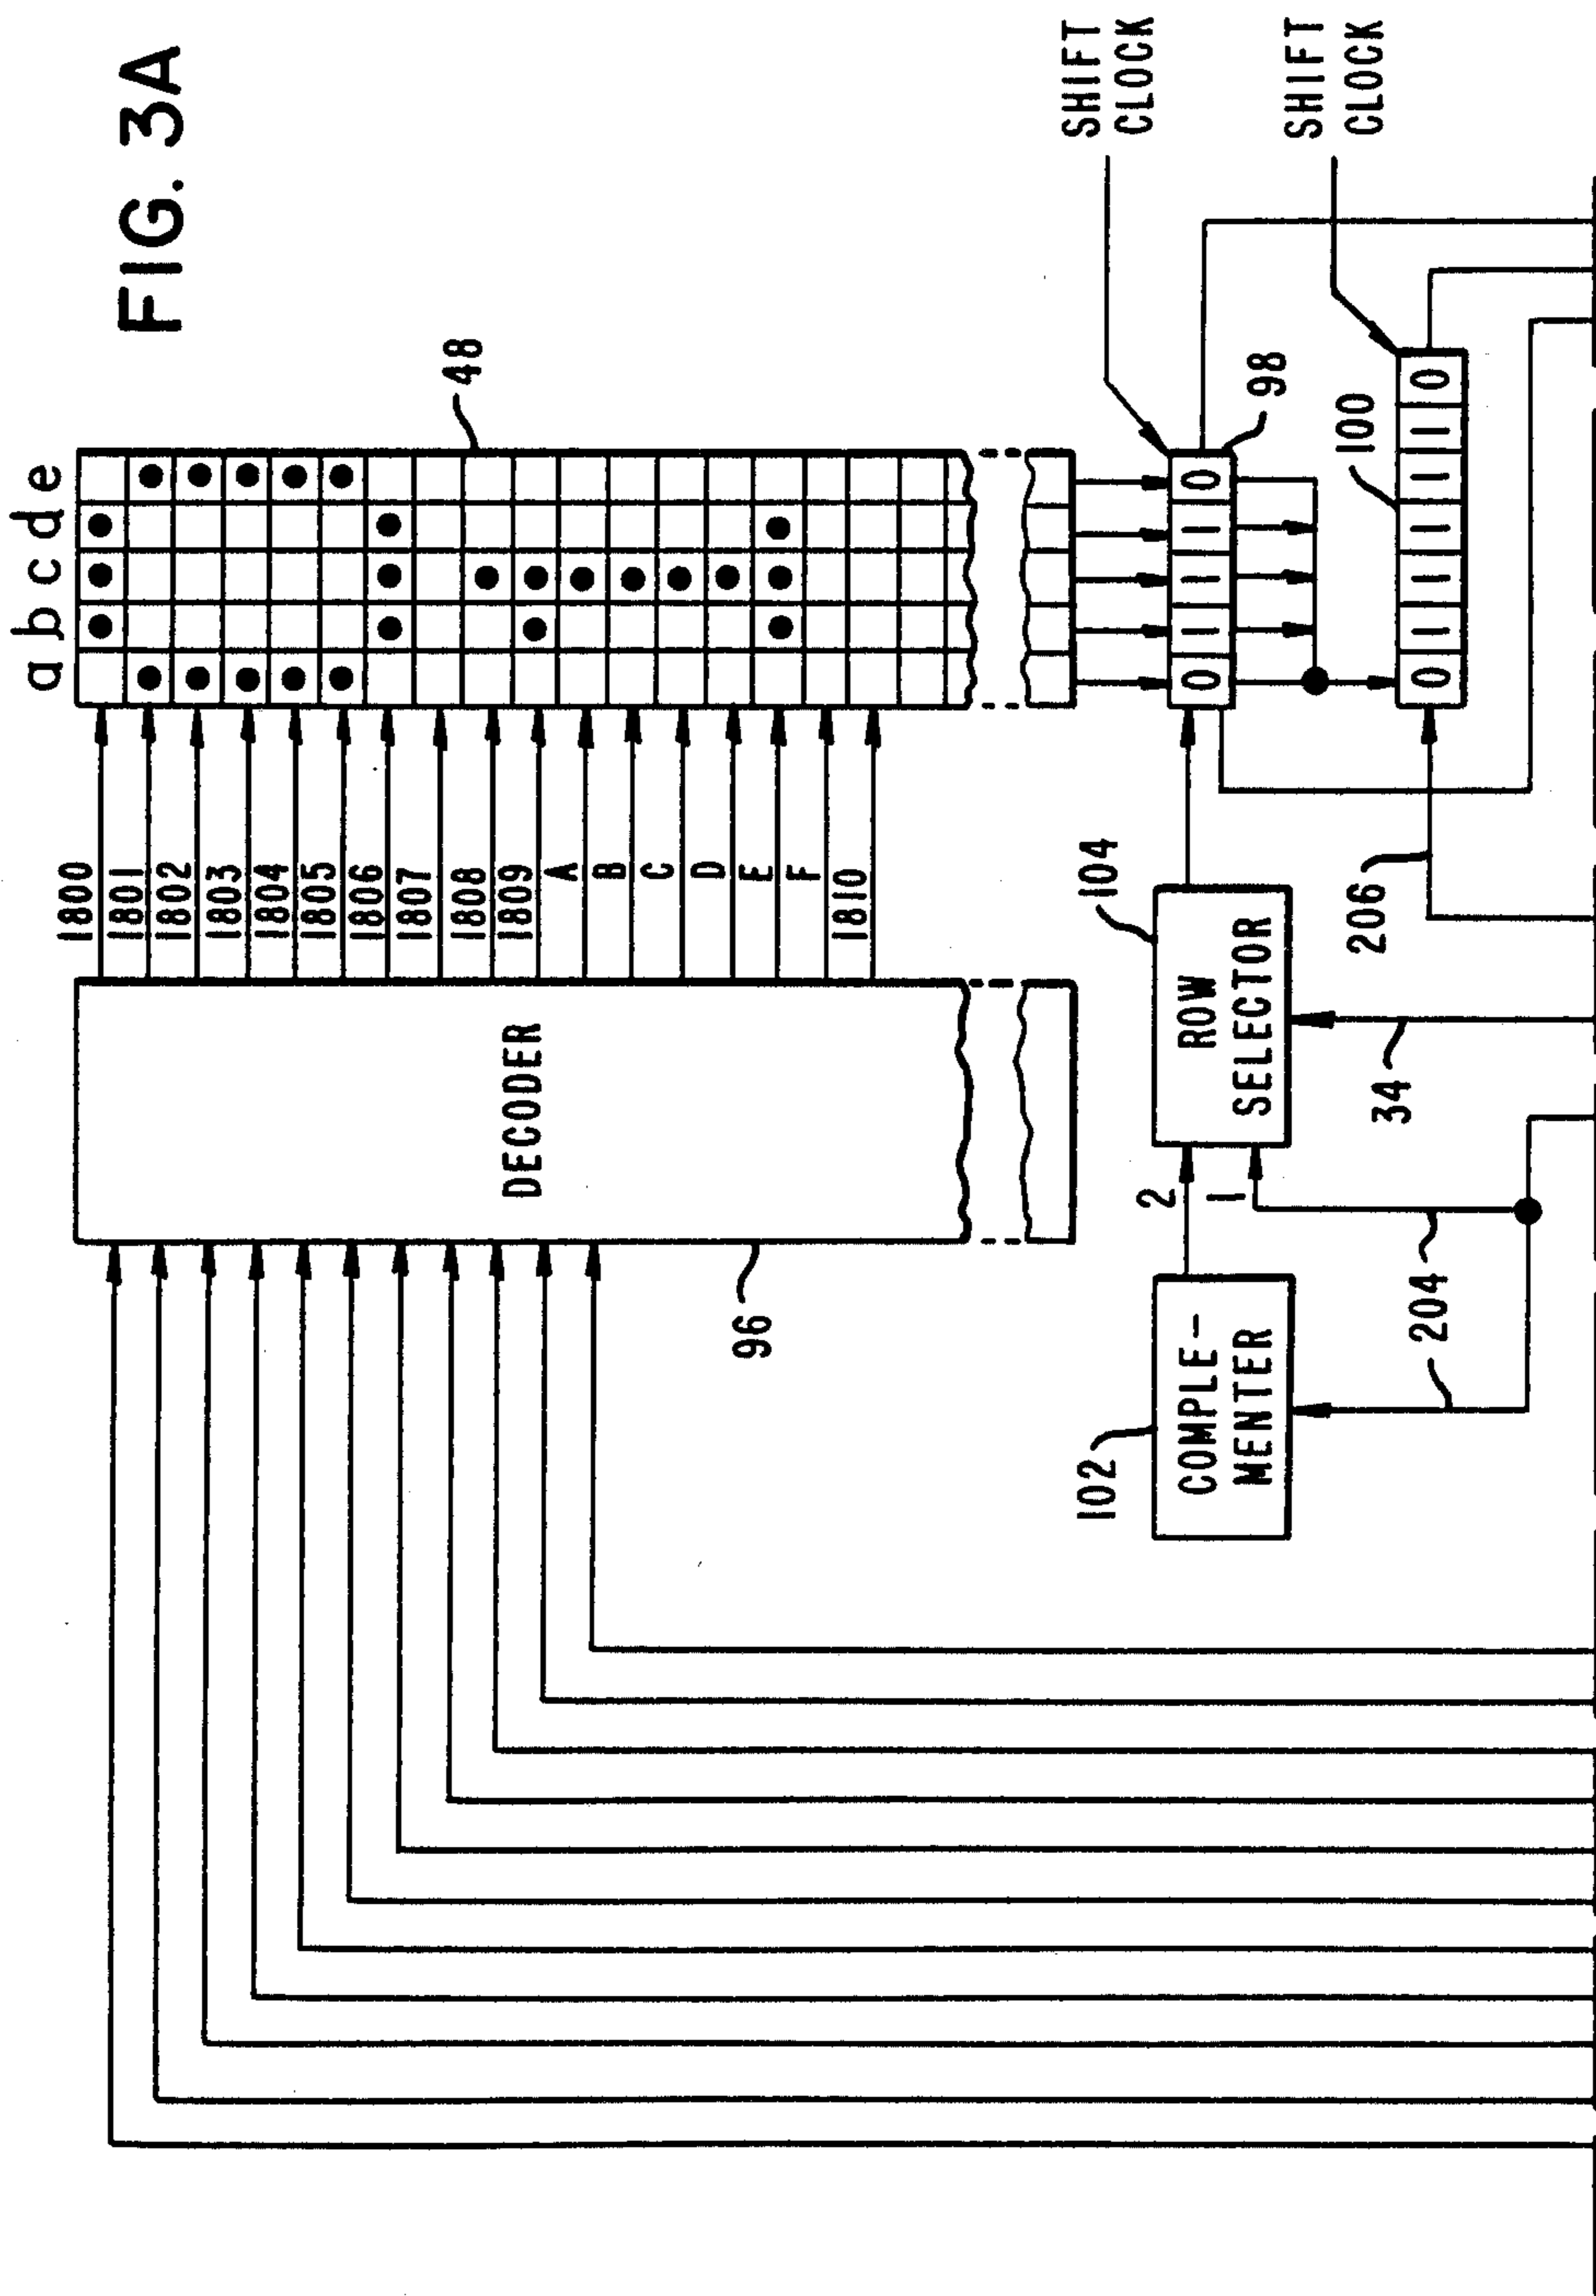 FIG. 3A
a b c d e
1800
1801
1802
1803
1804
1805
1806
1807
1808
1809
A
B
C
D
E
F
1810
48
DECODER
96
SHIFT
CLOCK
0 1 1 1 0
98
SHIFT
CLOCK
100
0 1 1 1 1 1 0
104
ROW
SELECTOR
2
1
102
COMPLE-
MENTER
204
34
206